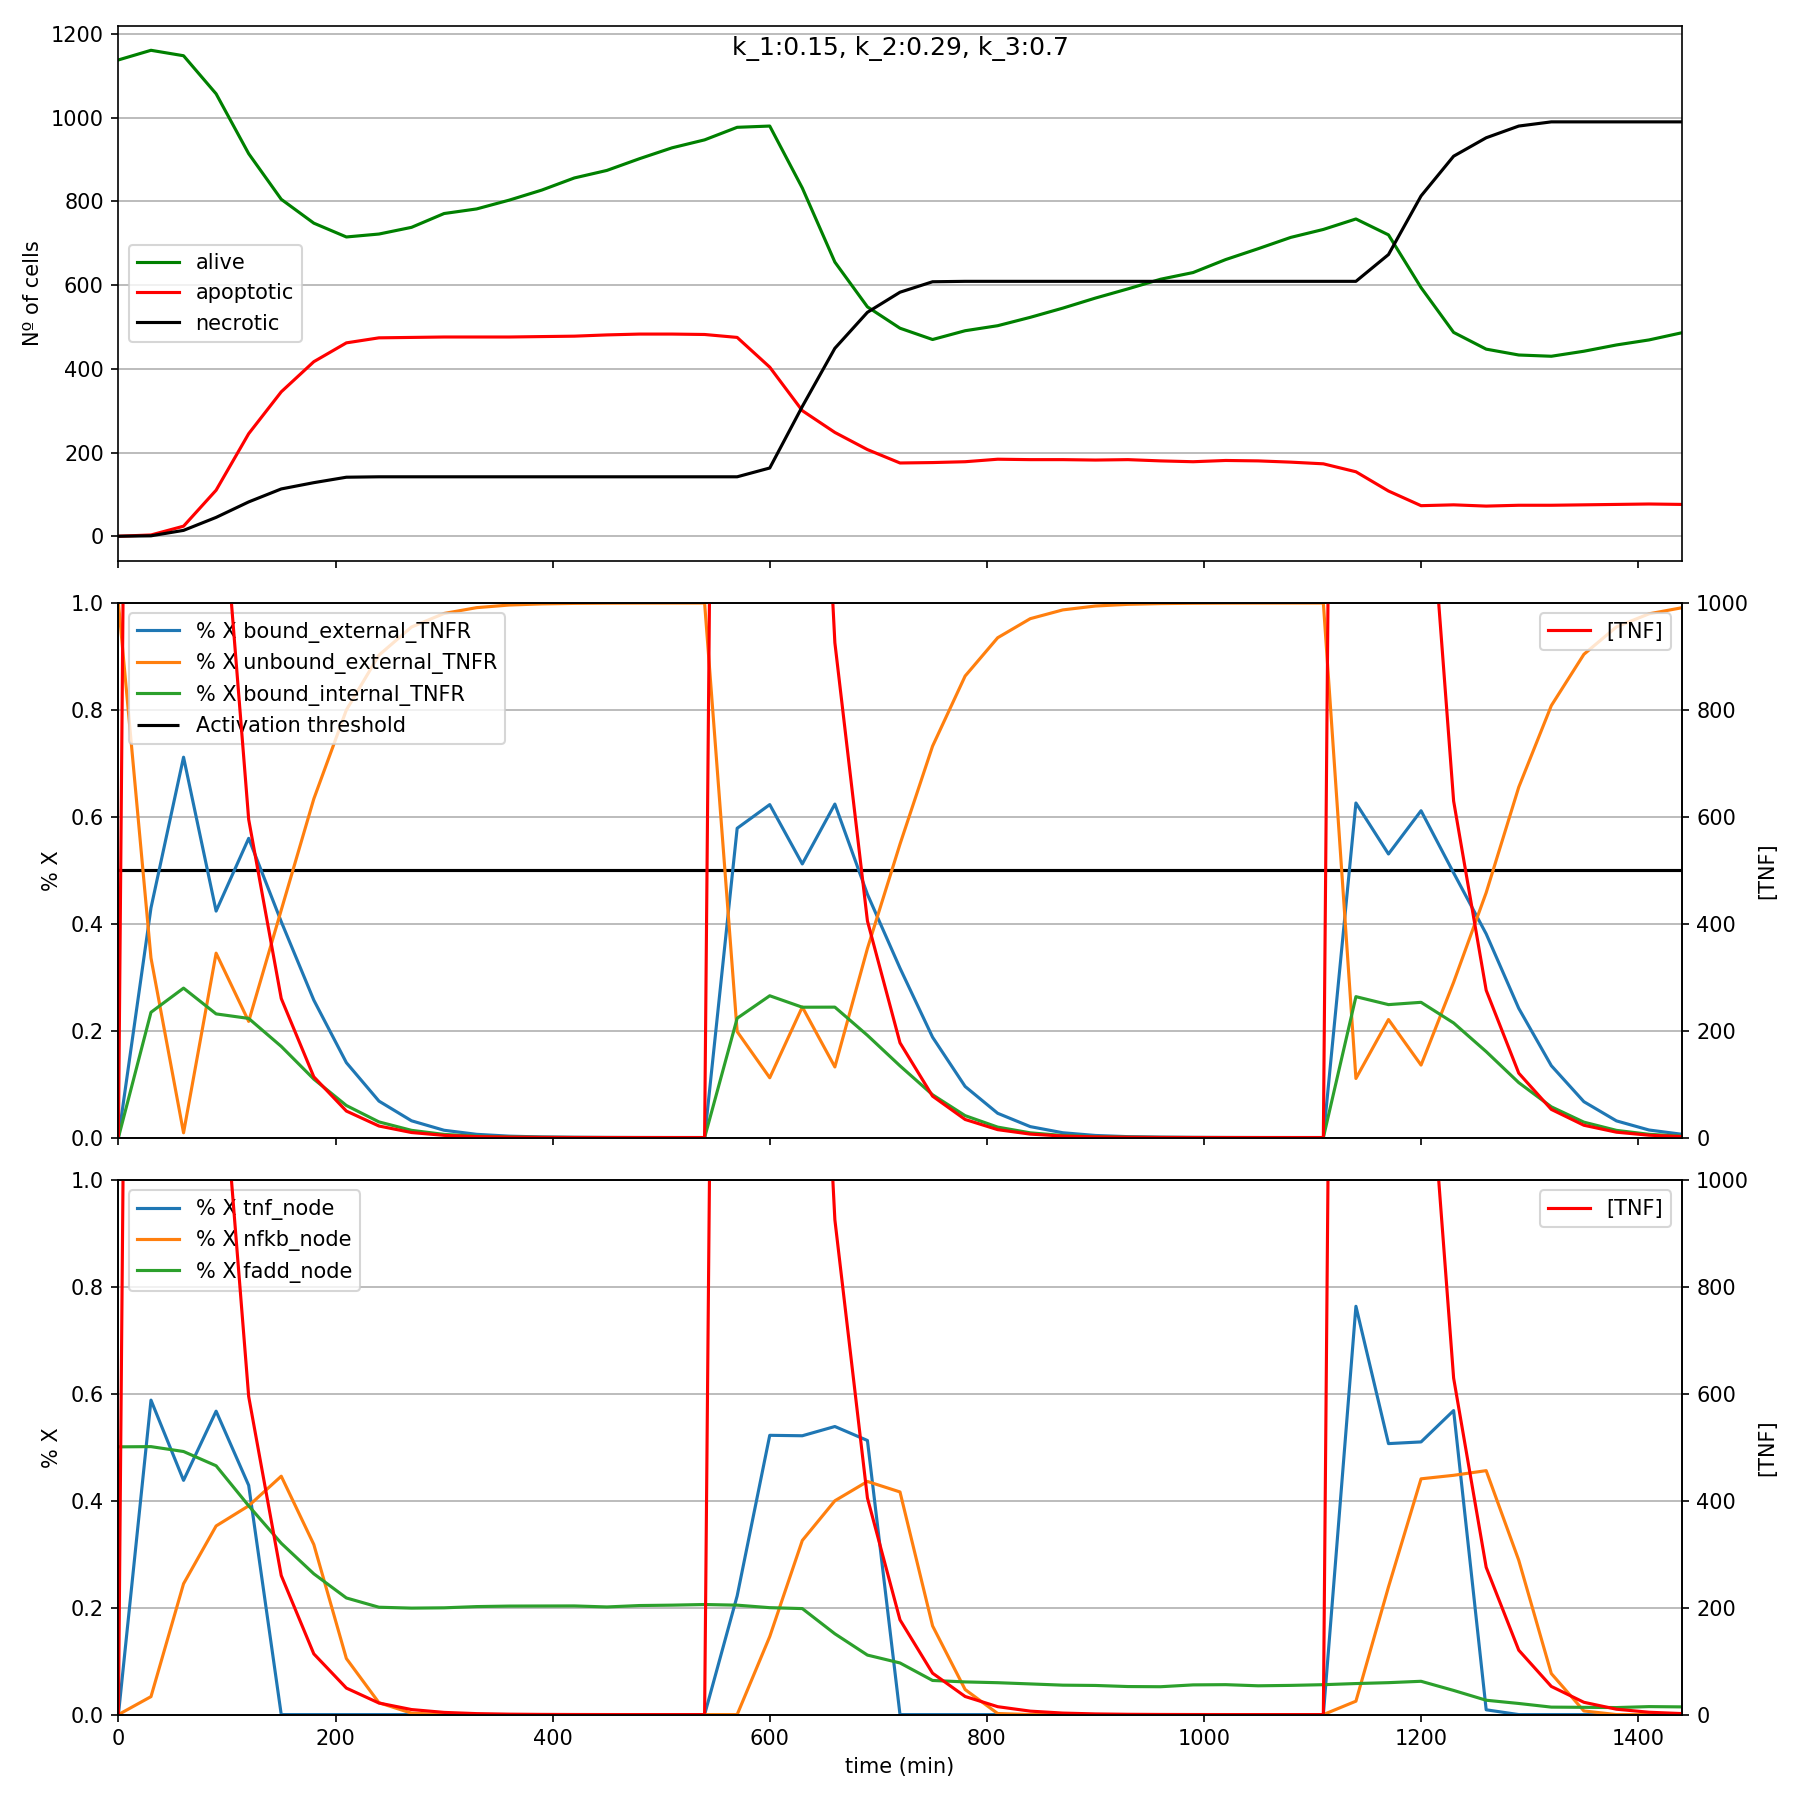 k_1:0.15, k_2:0.29, k_3:0.7
1200
1000
800
600
400
200
0
Nº of cells
alive
apoptotic
necrotic
1.0
0.8
0.6
0.4
0.2
0.0
% X
% X bound_external_TNFR
% X unbound_external_TNFR
% X bound_internal_TNFR
Activation threshold
[TNF]
1000
800
600
400
200
0
[TNF]
1.0
0.8
0.6
0.4
0.2
0.0
% X
% X tnf_node
% X nfkb_node
% X fadd_node
[TNF]
1000
800
600
400
200
0
[TNF]
0 200 400 600 800 1000 1200 1400
time (min)